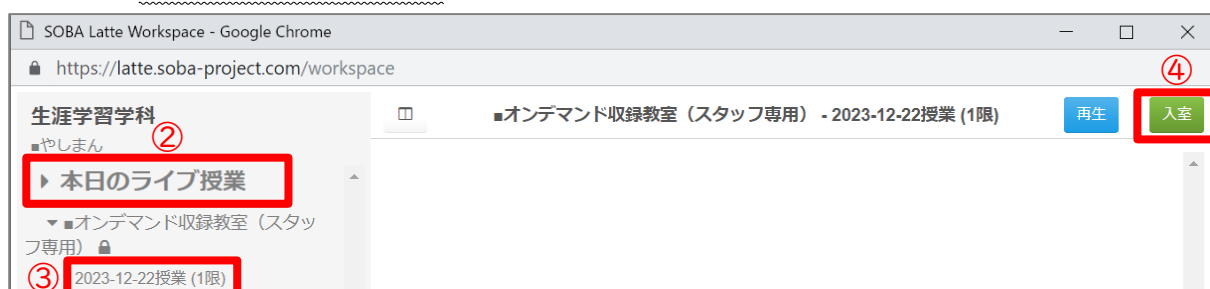 SOBA Latte Workspace - Google Chrome
https://latte.soba-project.com/workspace
④
生涯学習学科
■オンデマンド収録教室（スタッフ専用） - 2023-12-22授業 (1限)
再生
入室
②
■やしまん
本日のライブ授業
■オンデマンド収録教室（スタッ
フ専用）
③
2023-12-22授業 (1限)